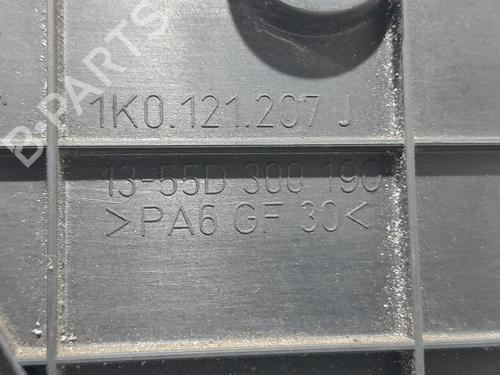 B-PARTS
1K0.121.207 J
13-55D 300 190
>PA6 GF 30<